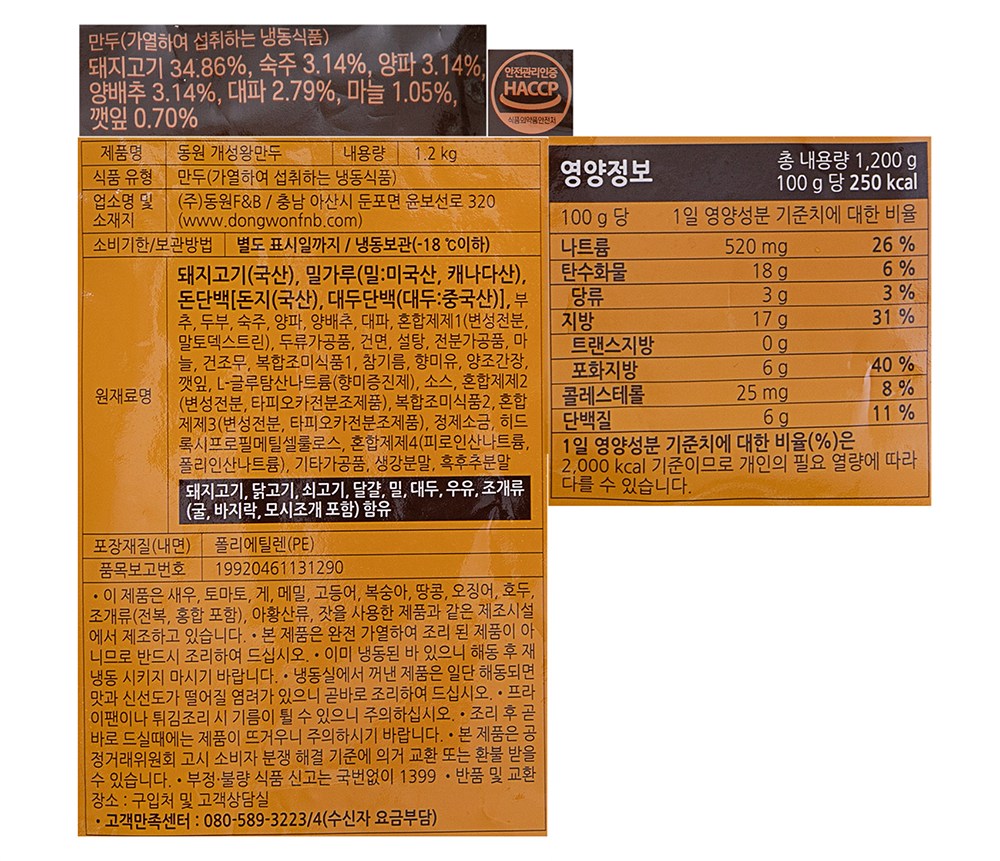 만두(가열하여 섭취하는 냉동식품)
돼지고기 34.86%, 숙주 3.14%, 양파 3.14%,
양배추 3.14%, 대파 2.79%, 마늘 1.05%,
깻잎 0.70%
안전관리인증
HACCP
식품의약품안전처
제품명 동원 개성왕만두 내용량 1.2 kg
식품 유형 만두(가열하여 섭취하는 냉동식품)
업소명 및 소재지 (주)동원F&B / 충남 아산시 둔포면 윤보선로 320
(www.dongwonfnb.com)
소비기한/보관방법 별도 표시일까지 / 냉동보관(-18 ℃이하)
원재료명
돼지고기(국산), 밀가루(밀:미국산, 캐나다산),
돈단백[돈지(국산), 대두단백(대두:중국산)], 부
추, 두부, 숙주, 양파, 양배추, 대파, 혼합제제1(변성전분,
말토덱스트린), 두류가공품, 건면, 설탕, 전분가공품, 마
늘, 건조무, 복합조미식품1, 참기름, 향미유, 양조간장,
깻잎, L-글루탐산나트륨(향미증진제), 소스, 혼합제제2
(변성전분, 타피오카전분조제품), 복합조미식품2, 혼합
제제3(변성전분, 타피오카전분조제품), 정제소금, 히드
록시프로필메틸셀룰로스, 혼합제제4(피로인산나트륨,
폴리인산나트륨), 기타가공품, 생강분말, 흑후추분말
돼지고기, 닭고기, 쇠고기, 달걀, 밀, 대두, 우유, 조개류
(굴, 바지락, 모시조개 포함) 함유
포장재질(내면) 폴리에틸렌(PE)
품목보고번호 19920461131290
• 이 제품은 새우, 토마토, 게, 메밀, 고등어, 복숭아, 땅콩, 오징어, 호두,
조개류(전복, 홍합 포함), 아황산류, 잣을 사용한 제품과 같은 제조시설
에서 제조하고 있습니다. • 본 제품은 완전 가열하여 조리 된 제품이 아
니므로 반드시 조리하여 드십시오. • 이미 냉동된 바 있으니 해동 후 재
냉동 시키지 마시기 바랍니다. • 냉동실에서 꺼낸 제품은 일단 해동되면
맛과 신선도가 떨어질 염려가 있으니 곧바로 조리하여 드십시오. • 프라
이팬이나 튀김조리 시 기름이 튈 수 있으니 주의하십시오. • 조리 후 곧
바로 드실때에는 제품이 뜨거우니 주의하시기 바랍니다. • 본 제품은 공
정거래위원회 고시 소비자 분쟁 해결 기준에 의거 교환 또는 환불 받을
수 있습니다. • 부정·불량 식품 신고는 국번없이 1399 • 반품 및 교환
장소 : 구입처 및 고객상담실
• 고객만족센터 : 080-589-3223/4(수신자 요금부담)
영양정보 총 내용량 1,200 g
100 g 당 250 kcal
100 g 당 1일 영양성분 기준치에 대한 비율
나트륨 520 mg 26 %
탄수화물 18 g 6 %
당류 3 g 3 %
지방 17 g 31 %
트랜스지방 0 g
포화지방 6 g 40 %
콜레스테롤 25 mg 8 %
단백질 6 g 11 %
1일 영양성분 기준치에 대한 비율(%)은
2,000 kcal 기준이므로 개인의 필요 열량에 따라
다를 수 있습니다.